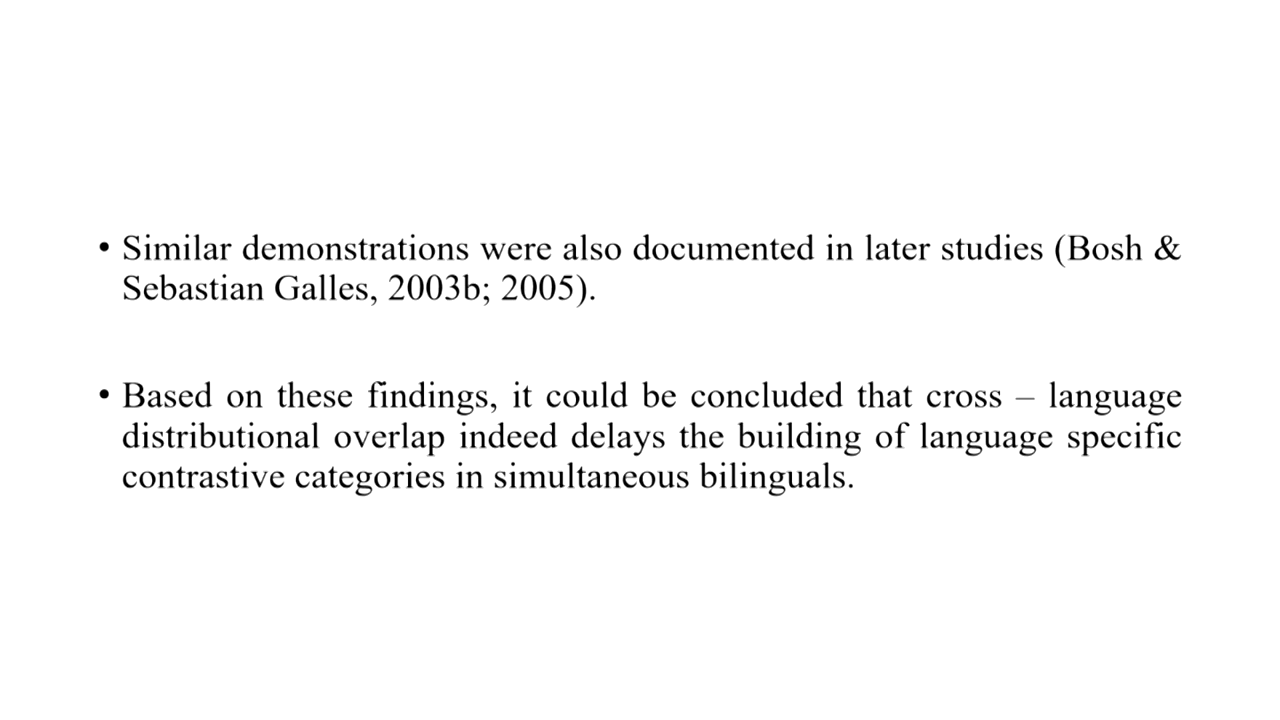 • Similar demonstrations were also documented in later studies (Bosh &
Sebastian Galles, 2003b; 2005).
• Based on these findings, it could be concluded that cross – language
distributional overlap indeed delays the building of language specific
contrastive categories in simultaneous bilinguals.